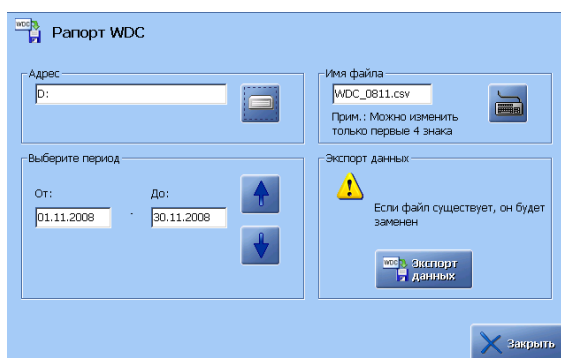 WDC
Рапорт WDC
Адрес
D:
Имя файла
WDC_0811.csv
Прим.: Можно изменить
только первые 4 знака
Выберите период
От:
До:
01.11.2008
-
30.11.2008
Экспорт данных
Если файл существует, он будет
заменен
WDC
Экспорт
данных
Закрыть